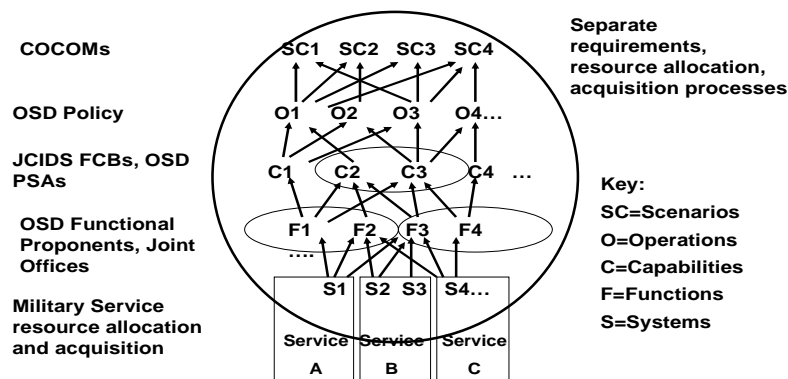 COCOMs
SC1 SC2 SC3 SC4
Separate
requirements,
resource allocation,
acquisition processes
OSD Policy
O1 O2 O3 O4...
JCIDS FCBs, OSD
PSAs
C1 C2 C3 C4 ...
OSD Functional
Proponents, Joint
Offices
F1 F2 F3 F4
....
Military Service
resource allocation
and acquisition
S1 S2 S3 S4...
Service Service Service
A B C
Key:
SC=Scenarios
O=Operations
C=Capabilities
F=Functions
S=Systems